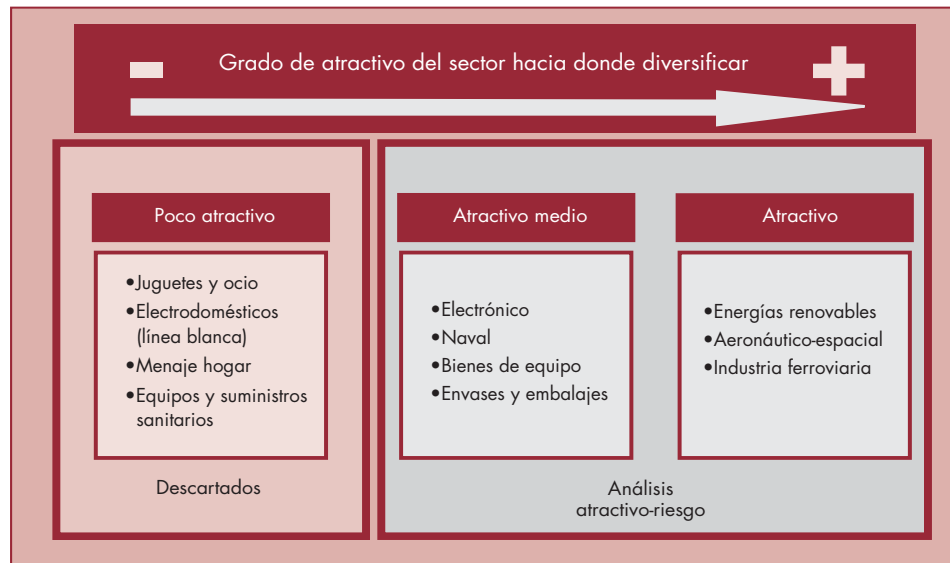 Grado de atractivo del sector hacia donde diversificar
Poco atractivo
•Juguetes y ocio
•Electrodomésticos
(línea blanca)
•Menaje hogar
•Equipos y suministros
sanitarios
Descartados
Atractivo medio
•Electrónico
•Naval
•Bienes de equipo
•Envases y embalajes
Atractivo
•Energías renovables
•Aeronáutico-espacial
•Industria ferroviaria
Análisis
atractivo-riesgo